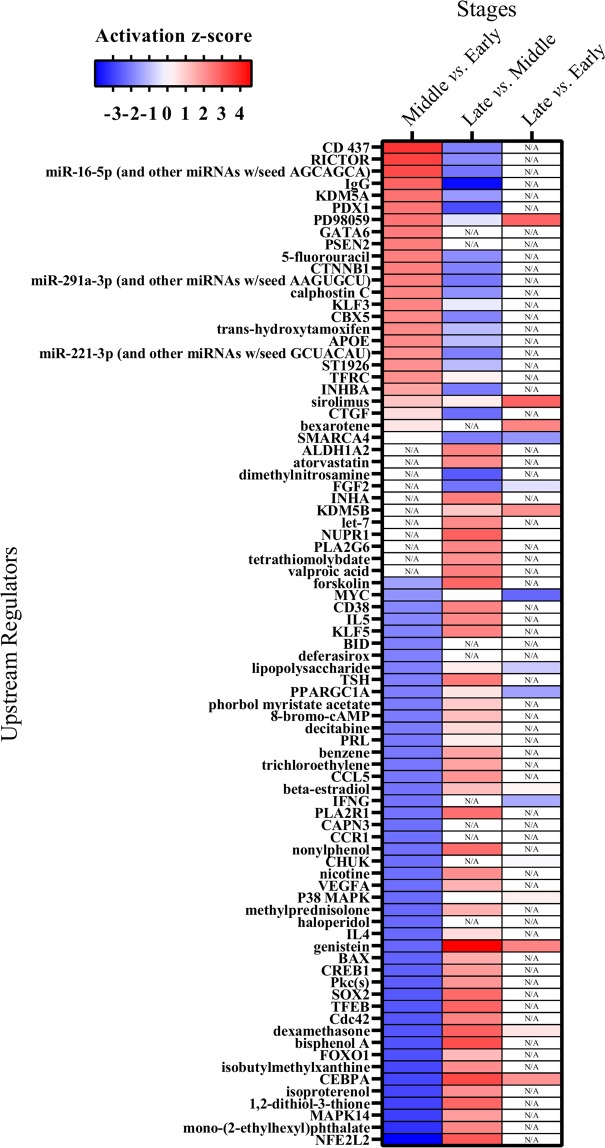 Stages
Activation z-score
-3-2-1 0 1 2 3 4
Middle vs. Early
Late vs. Middle
Late vs. Early
Upstream Regulators
CD 437 N/A
RICTOR N/A
miR-16-5p (and other miRNAs w/seed AGCAGCA) N/A
IgG N/A
KDM5A N/A
PDX1 N/A
PD98059
GATA6 N/A N/A
PSEN2 N/A N/A
5-fluorouracil N/A
CTNNB1 N/A
miR-291a-3p (and other miRNAs w/seed AAGUGCU) N/A
calphostin C N/A
KLF3 N/A
CBX5 N/A
trans-hydroxytamoxifen N/A
APOE N/A
miR-221-3p (and other miRNAs w/seed GCUACAU) N/A
ST1926 N/A
TFRC N/A
INHBA N/A
sirolimus
CTGF N/A
bexarotene N/A
SMARCA4
ALDH1A2 N/A N/A
atorvastatin N/A N/A
dimethylnitrosamine N/A N/A
FGF2 N/A
INHA N/A N/A
KDM5B N/A
let-7 N/A N/A
NUPR1 N/A
PLA2G6 N/A N/A
tetrathiomolybdate N/A N/A
valproic acid N/A N/A
forskolin N/A
MYC
CD38 N/A
IL5 N/A
KLF5 N/A
BID N/A N/A
deferasirox N/A N/A
lipopolysaccharide
TSH N/A
PPARGC1A
phorbol myristate acetate N/A
8-bromo-cAMP N/A
decitabine N/A
PRL N/A
benzene N/A
trichloroethylene N/A
CCL5 N/A
beta-estradiol
IFNG N/A
PLA2R1 N/A
CAPN3 N/A N/A
CCR1 N/A N/A
nonylphenol N/A
CHUK N/A
nicotine N/A
VEGFA N/A
P38 MAPK
methylprednisolone N/A
haloperidol N/A N/A
IL4 N/A
genistein
BAX N/A
CREB1 N/A
Pkc(s) N/A
SOX2 N/A
TFEB N/A
Cdc42 N/A
dexamethasone
bisphenol A N/A
FOXO1 N/A
isobutylmethylxanthine N/A
CEBPA
isoproterenol N/A
1,2-dithiol-3-thione N/A
MAPK14 N/A
mono-(2-ethylhexyl)phthalate N/A
NFE2L2 N/A